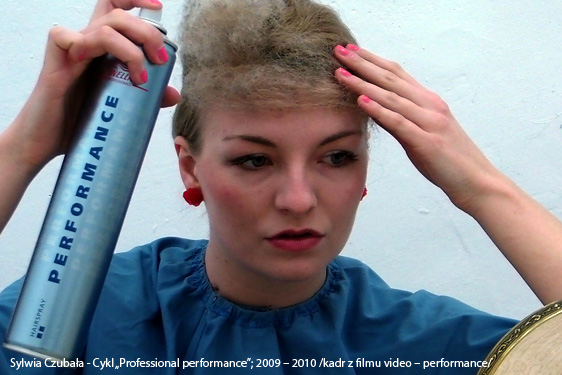 PERFORMANCE
HAIRSPRAY
Sylwia Czubała - Cykl„Professional performance”; 2009 – 2010 /kadr z filmu video – performance/